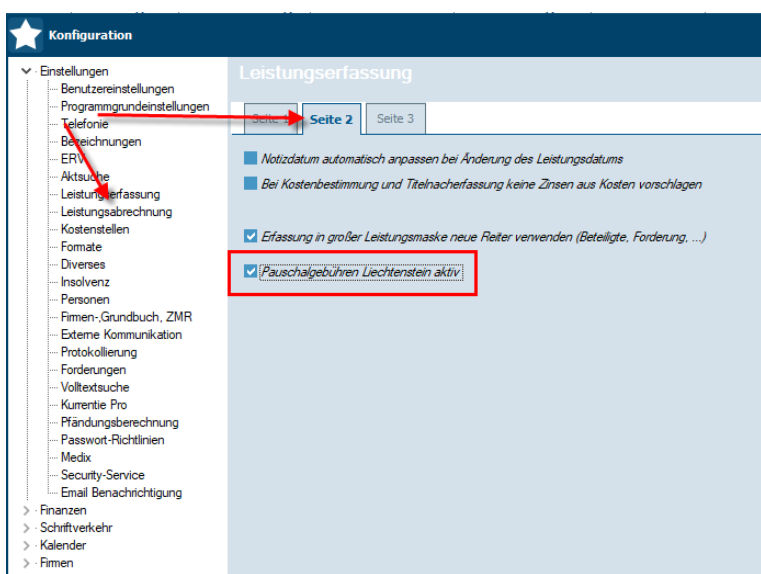 Konfiguration
Einstellungen
Benutzereinstellungen
Programmgrundeinstellungen
Telefonie
Bezeichnungen
ERV
Aktsuche
Leistungserfassung
Leistungsabrechnung
Kostenstellen
Formate
Diverses
Insolvenz
Personen
Firmen-,Grundbuch, ZMR
Externe Kommunikation
Protokollierung
Forderungen
Volltextsuche
Kurrentie Pro
Pfändungsberechnung
Passwort-Richtlinien
Medix
Security-Service
Email Benachrichtigung
Finanzen
Schriftverkehr
Kalender
Firmen
Leistungserfassung
Seite 1 Seite 2 Seite 3
Notizdatum automatisch anpassen bei Änderung des Leistungsdatums
Bei Kostenbestimmung und Titelnacherfassung keine Zinsen aus Kosten vorschlagen
Erfassung in großer Leistungsmaske neue Reiter verwenden (Beteiligte, Forderung, ...)
Pauschalgebühren Liechtenstein aktiv